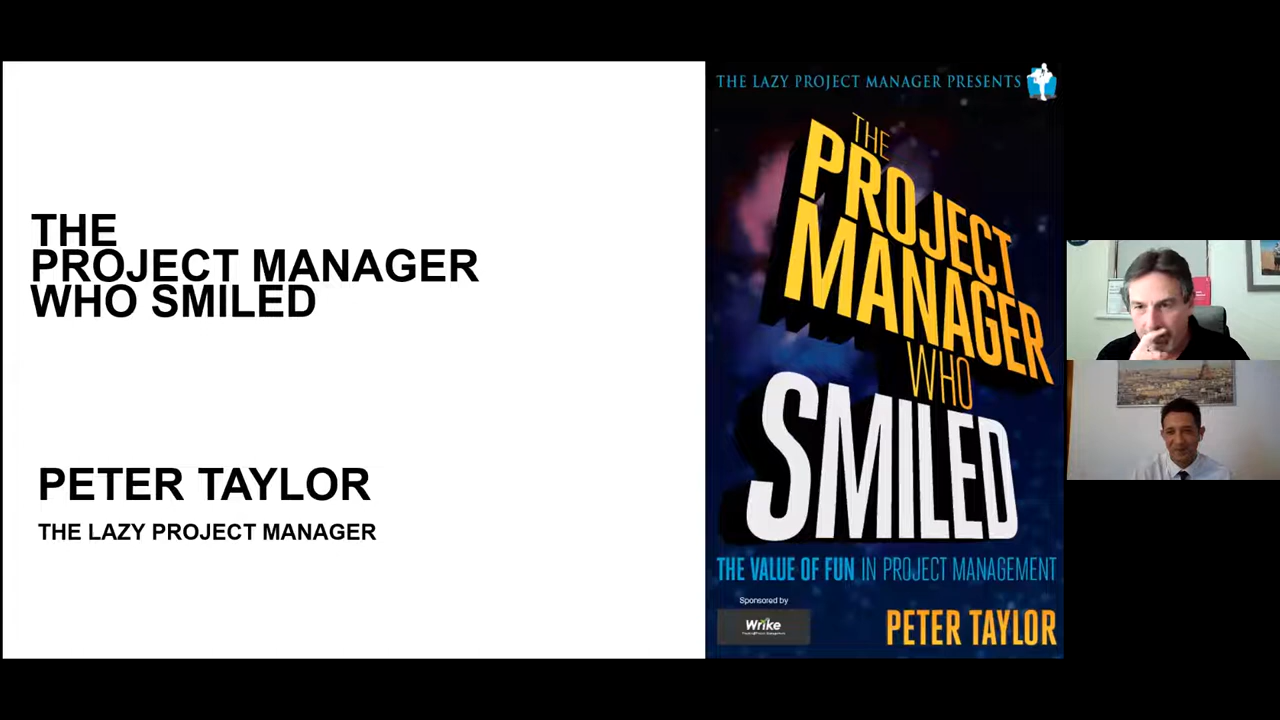 THE
PROJECT MANAGER
WHO SMILED
PETER TAYLOR
THE LAZY PROJECT MANAGER
THE LAZY PROJECT MANAGER PRESENTS
THE
PROJECT
MANAGER
WHO
SMILED
THE VALUE OF FUN IN PROJECT MANAGEMENT
Sponsored by
Wrike
PETER TAYLOR